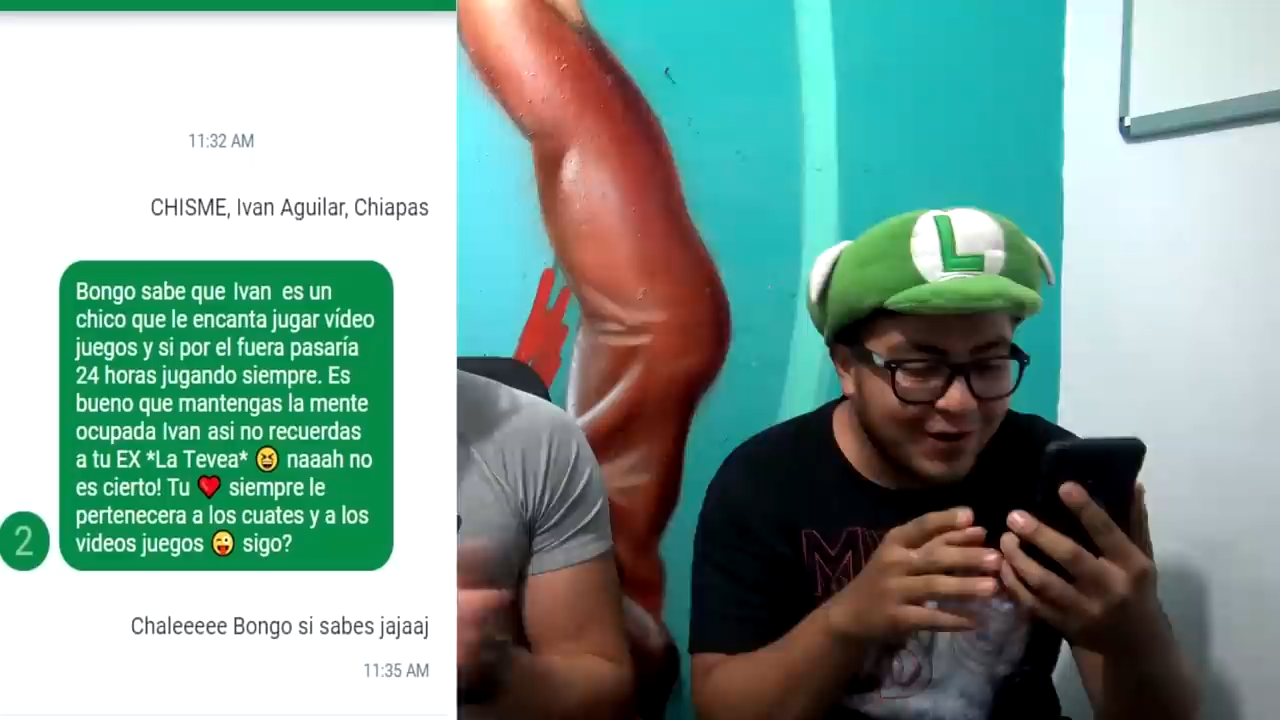 11:32 AM
CHISME, Ivan Aguilar, Chiapas
Bongo sabe que Ivan es un
chico que le encanta jugar vídeo
juegos y si por el fuera pasaría
24 horas jugando siempre. Es
bueno que mantengas la mente
ocupada Ivan asi no recuerdas
a tu EX *La Tevea* 😆 naaah no
es cierto! Tu ❤️ siempre le
pertenecera a los cuates y a los
videos juegos 😜 sigo?
2
Chaleeeee Bongo si sabes jajaaj
11:35 AM
L